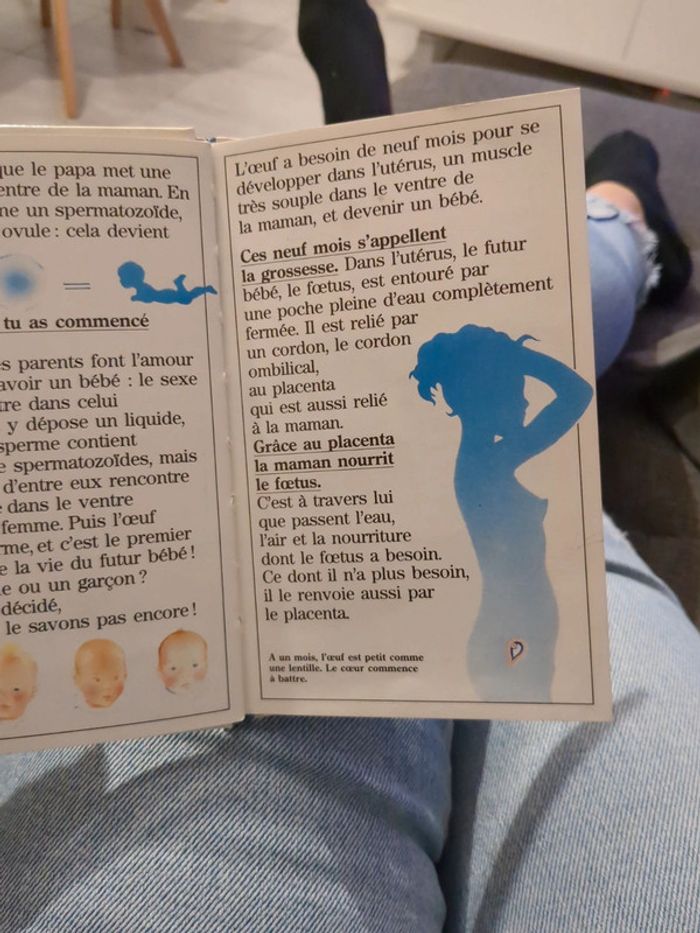 que le papa met une
entre de la maman. En
ne un spermatozoïde,
ovule : cela devient
=
tu as commencé
s parents font l'amour
avoir un bébé : le sexe
tre dans celui
y dépose un liquide,
sperme contient
e spermatozoïdes, mais
d'entre eux rencontre
dans le ventre
femme. Puis l'œuf
rme, et c'est le premier
e la vie du futur bébé !
le ou un garçon ?
décidé,
le savons pas encore !
L'œuf a besoin de neuf mois pour se
développer dans l'utérus, un muscle
très souple dans le ventre de
la maman, et devenir un bébé.
Ces neuf mois s'appellent
la grossesse. Dans l'utérus, le futur
bébé, le fœtus, est entouré par
une poche pleine d'eau complètement
fermée. Il est relié par
un cordon, le cordon
ombilical,
au placenta
qui est aussi relié
à la maman.
Grâce au placenta
la maman nourrit
le fœtus.
C'est à travers lui
que passent l'eau,
l'air et la nourriture
dont le fœtus a besoin.
Ce dont il n'a plus besoin,
il le renvoie aussi par
le placenta.
A un mois, l'œuf est petit comme
une lentille. Le cœur commence
à battre.